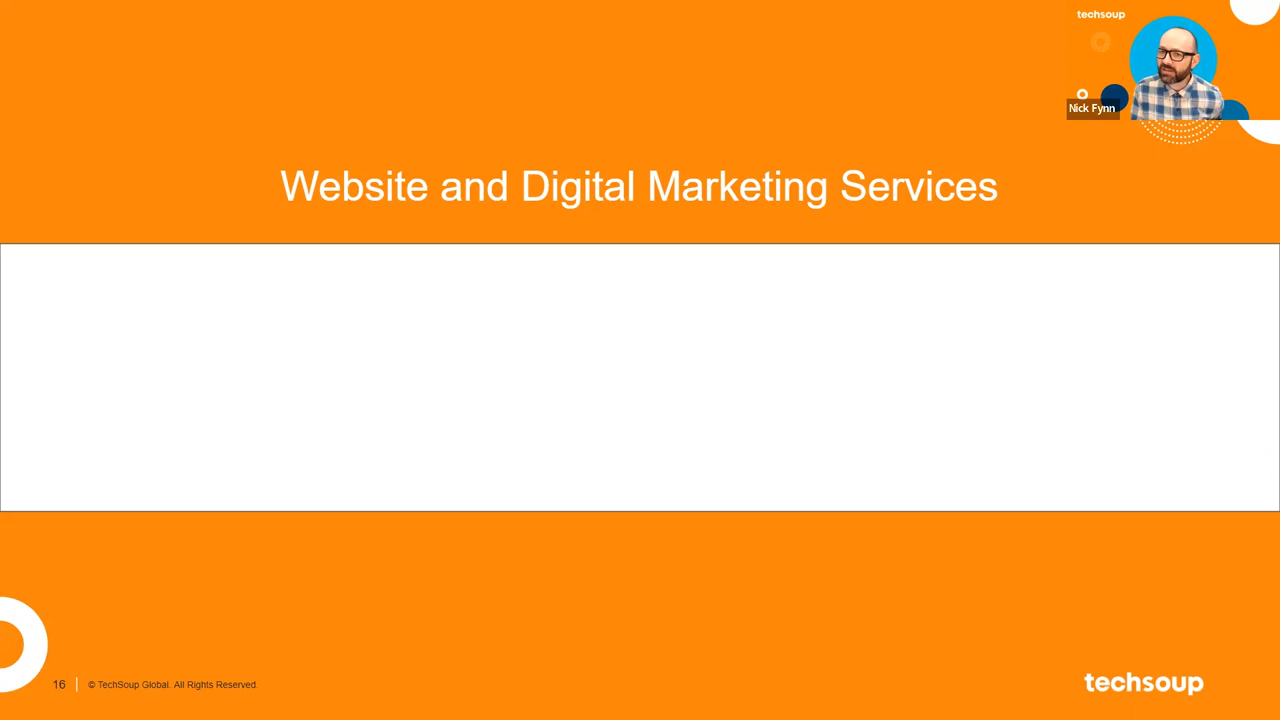 techsoup
Nick Fynn
Website and Digital Marketing Services
16
© TechSoup Global. All Rights Reserved.
techsoup